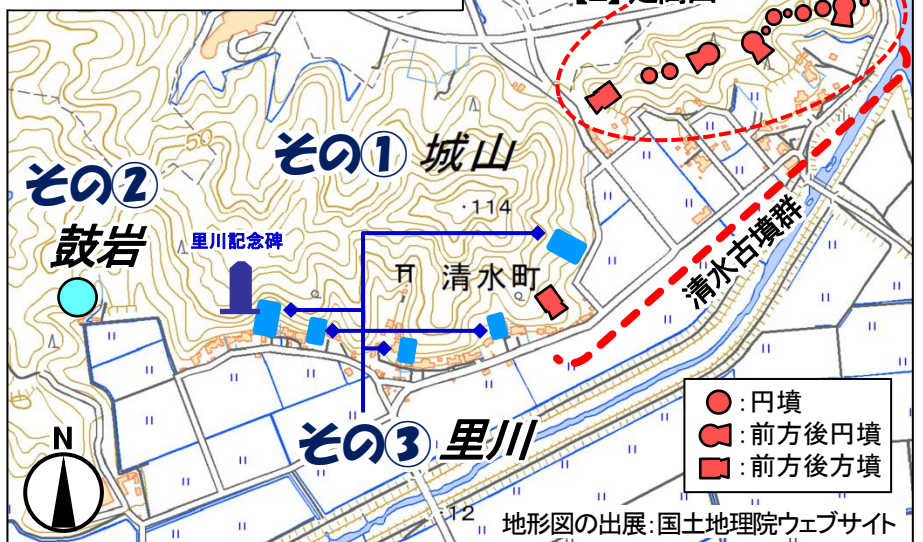 その① 城山
・114
その②
鼓岩
里川記念碑
清水町
清水古墳群
その③ 里川
N
12
50
：円墳
：前方後円墳
：前方後方墳
地形図の出展：国土地理院ウェブサイト